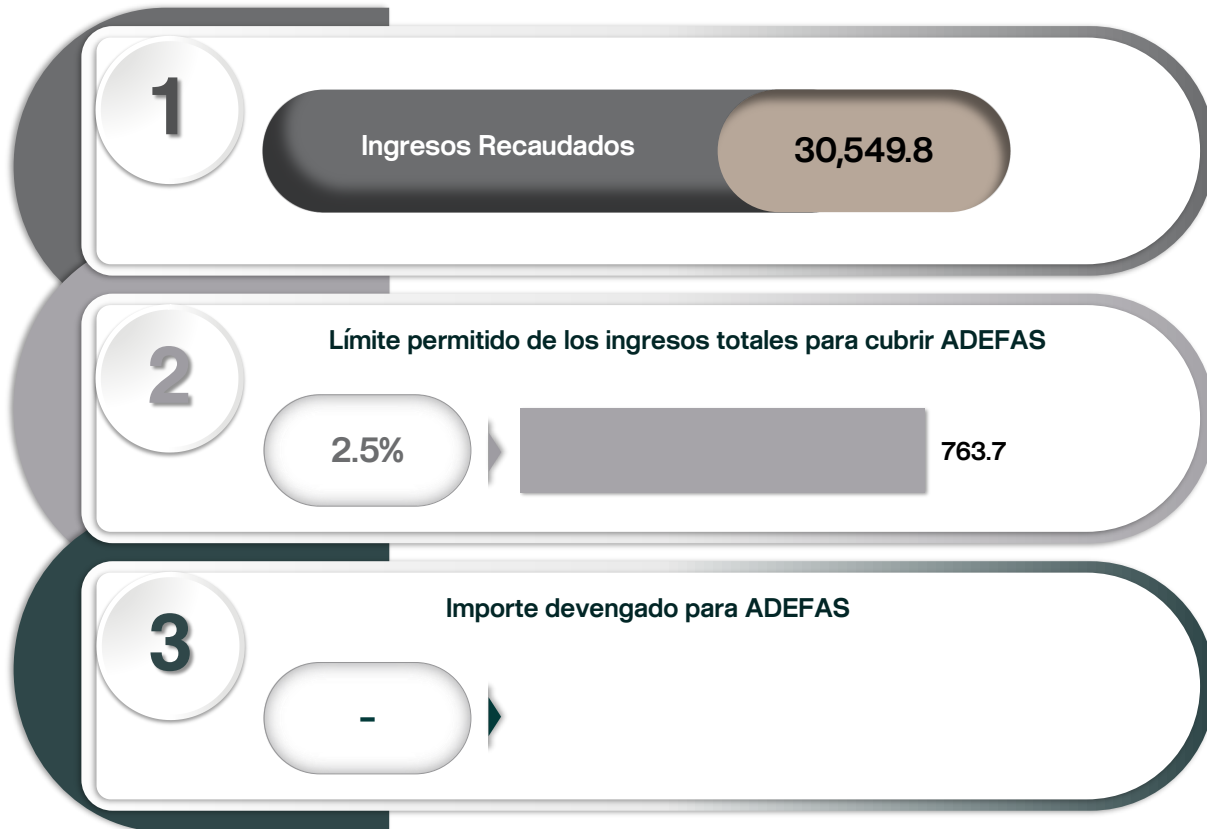 1
Ingresos Recaudados
30,549.8
2
Límite permitido de los ingresos totales para cubrir ADEFAS
2.5%
763.7
3
Importe devengado para ADEFAS
-